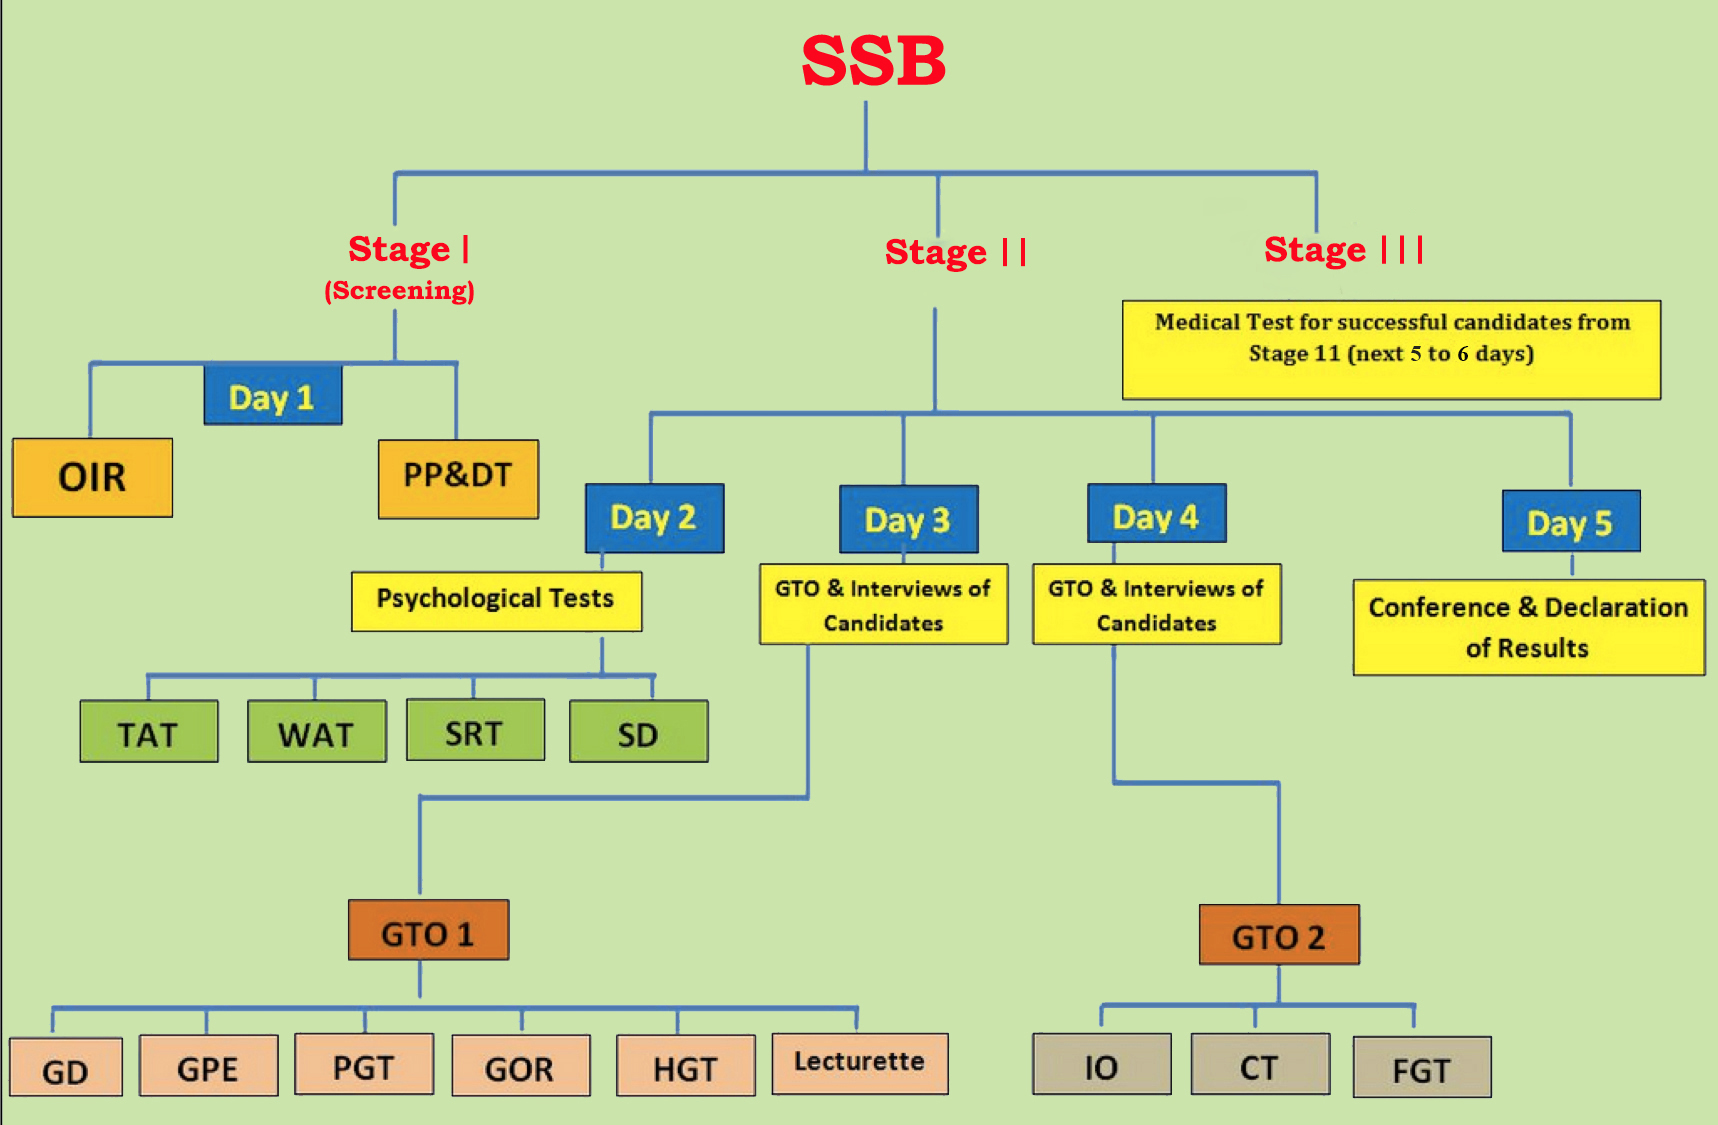 SSB
Stage |
(Screening)
Stage ||
Stage |||
Medical Test for successful candidates from
Stage 11 (next 5 to 6 days)
Day 1
OIR
PP&DT
Day 2
Day 3
Day 4
Day 5
Psychological Tests
GTO & Interviews of
Candidates
GTO & Interviews of
Candidates
Conference & Declaration
of Results
TAT
WAT
SRT
SD
GTO 1
GTO 2
GD
GPE
PGT
GOR
HGT
Lecturette
IO
CT
FGT